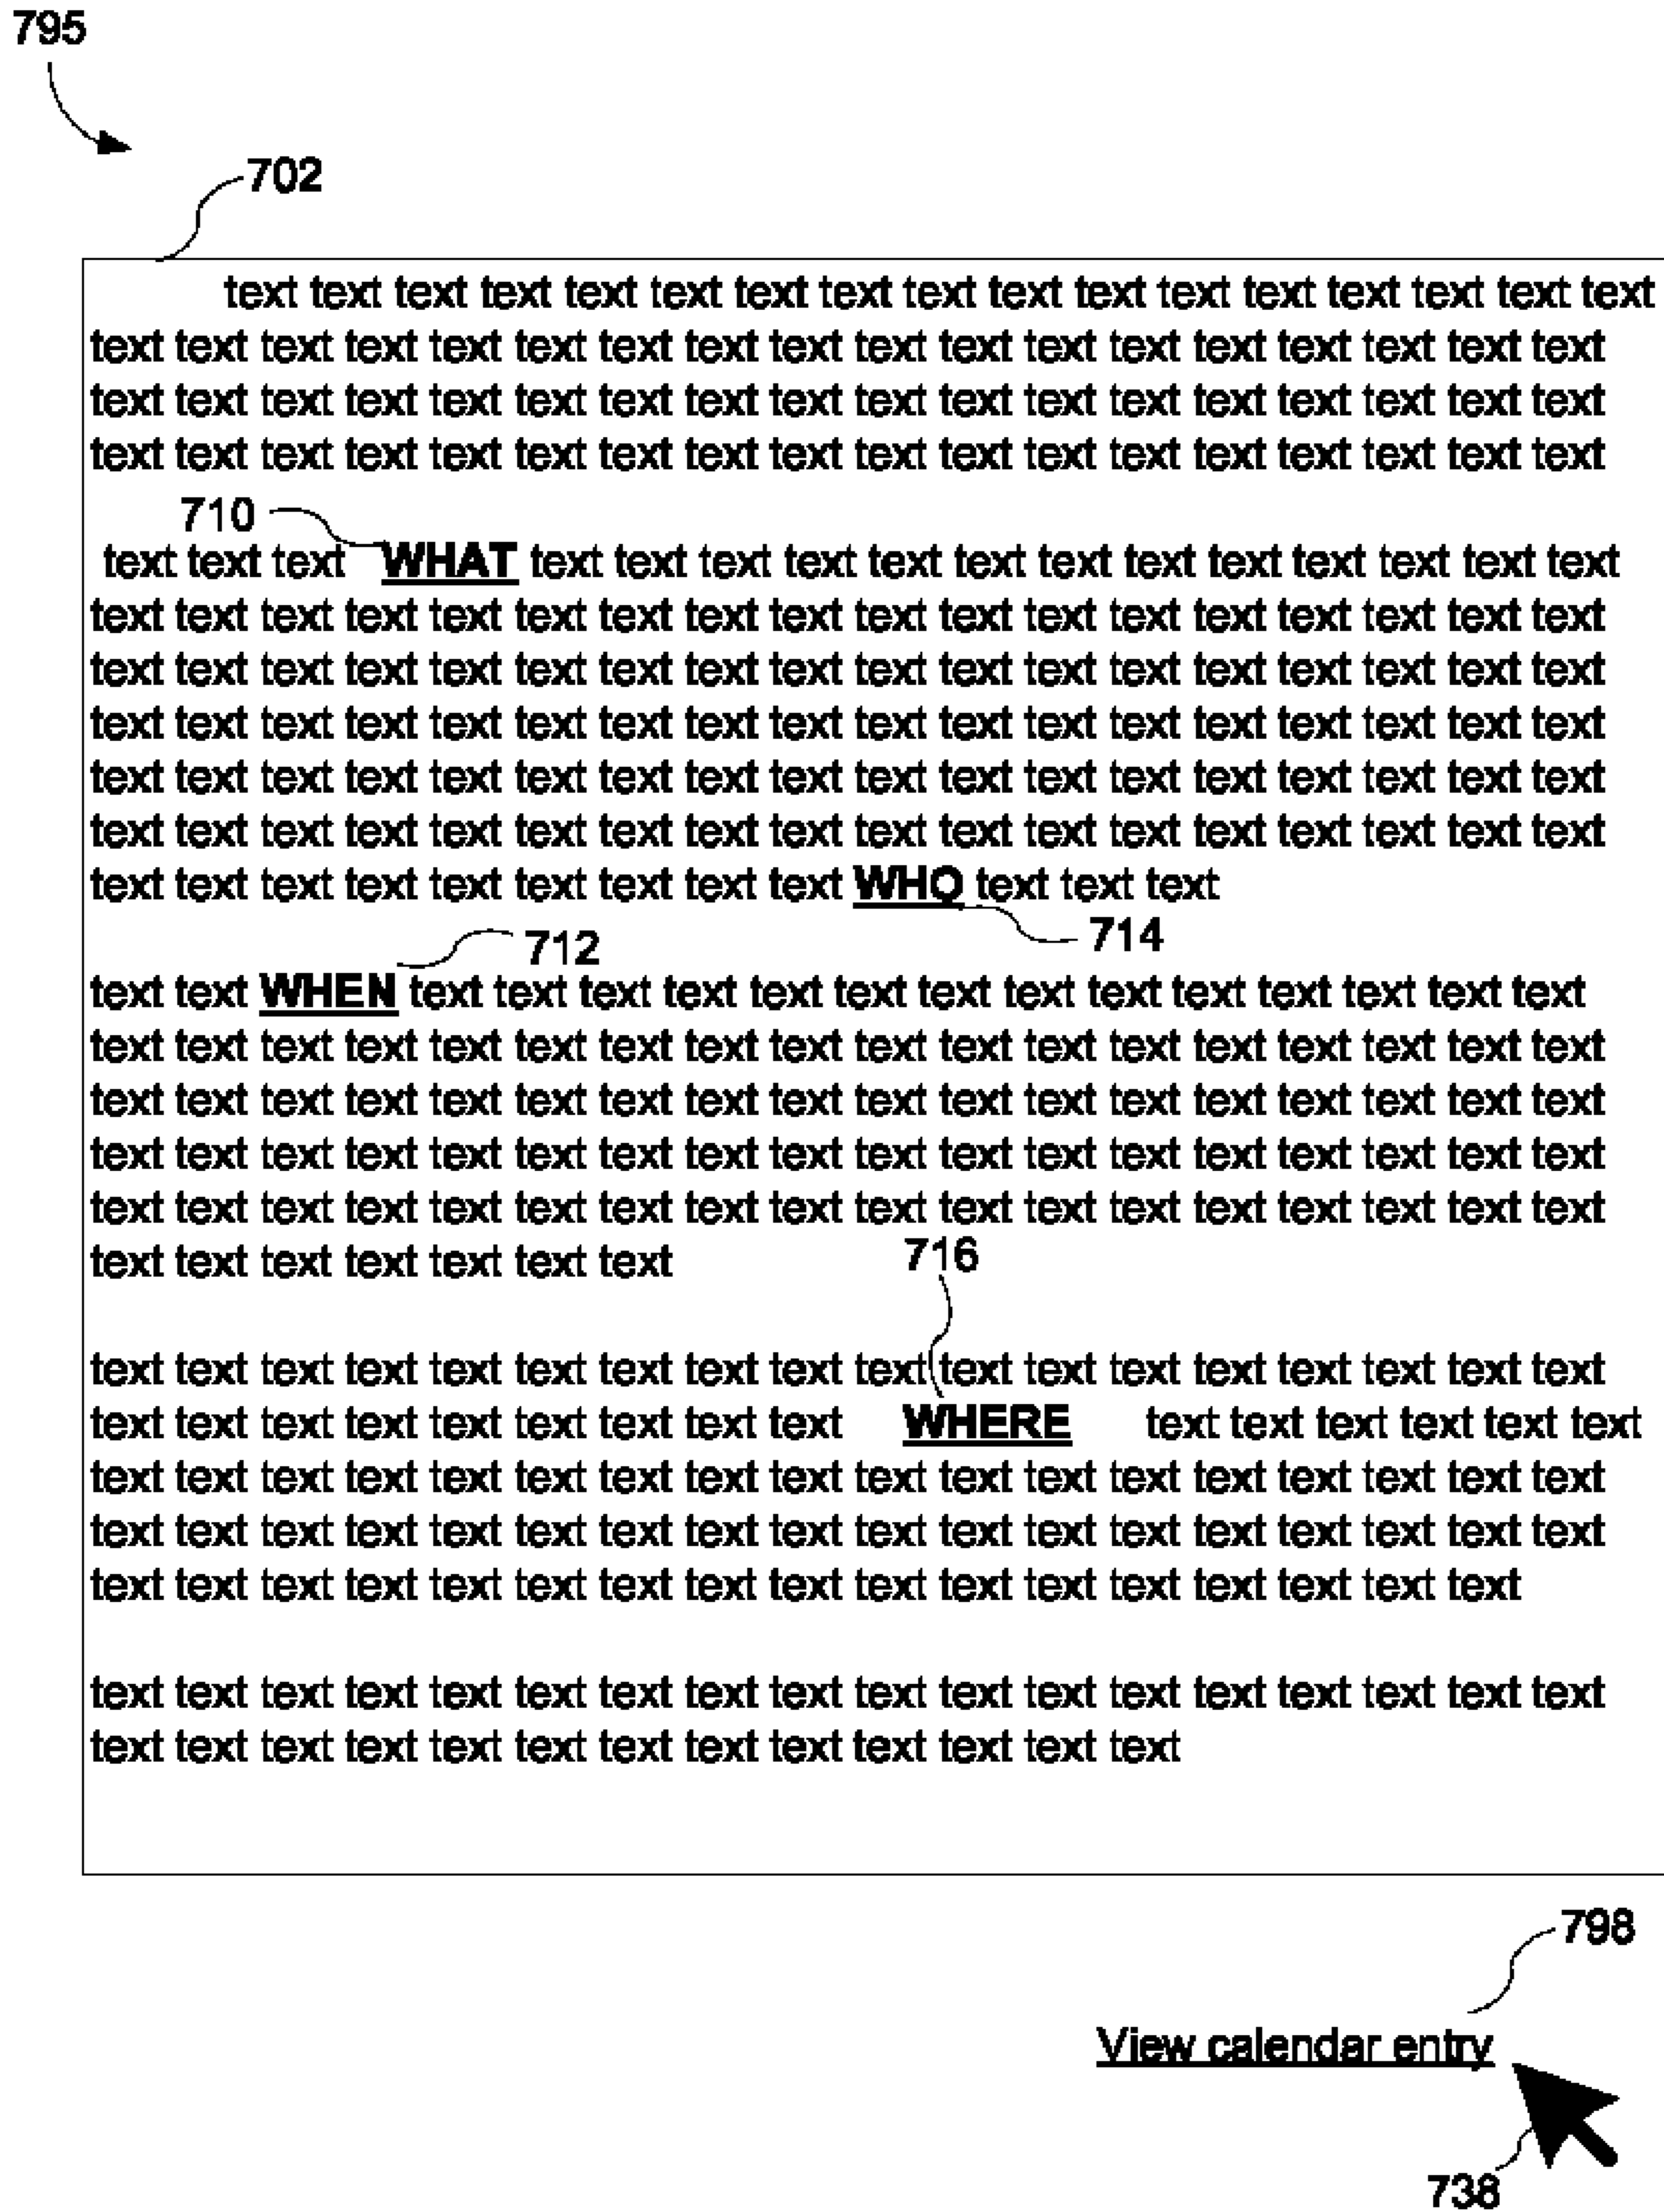 795
702
text text text text text text text text text text text text text text text text text
text text text text text text text text text text text text text text text text text text
text text text text text text text text text text text text text text text text text text
text text text text text text text text text text text text text text text text text text
710
text text text WHAT text text text text text text text text text text text text text
text text text text text text text text text text text text text text text text text text
text text text text text text text text text text text text text text text text text text
text text text text text text text text text text text text text text text text text text
text text text text text text text text text text text text text text text text text text
text text text text text text text text text text text text text text text text text text
text text text text text text text text text WHO text text text
712 714
text text WHEN text text text text text text text text text text text text text text
text text text text text text text text text text text text text text text text text text
text text text text text text text text text text text text text text text text text text
text text text text text text text text text text text text text text text text text text
text text text text text text text text text text text text text text text text text text
text text text text text text text
716
text text text text text text text text text text text text text text text text text text
text text text text text text text text text WHERE text text text text text text
text text text text text text text text text text text text text text text text text text
text text text text text text text text text text text text text text text text text text
text text text text text text text text text text text text text text text text text
text text text text text text text text text text text text text text text text text text
text text text text text text text text text text text text text
798
View calendar entry
738